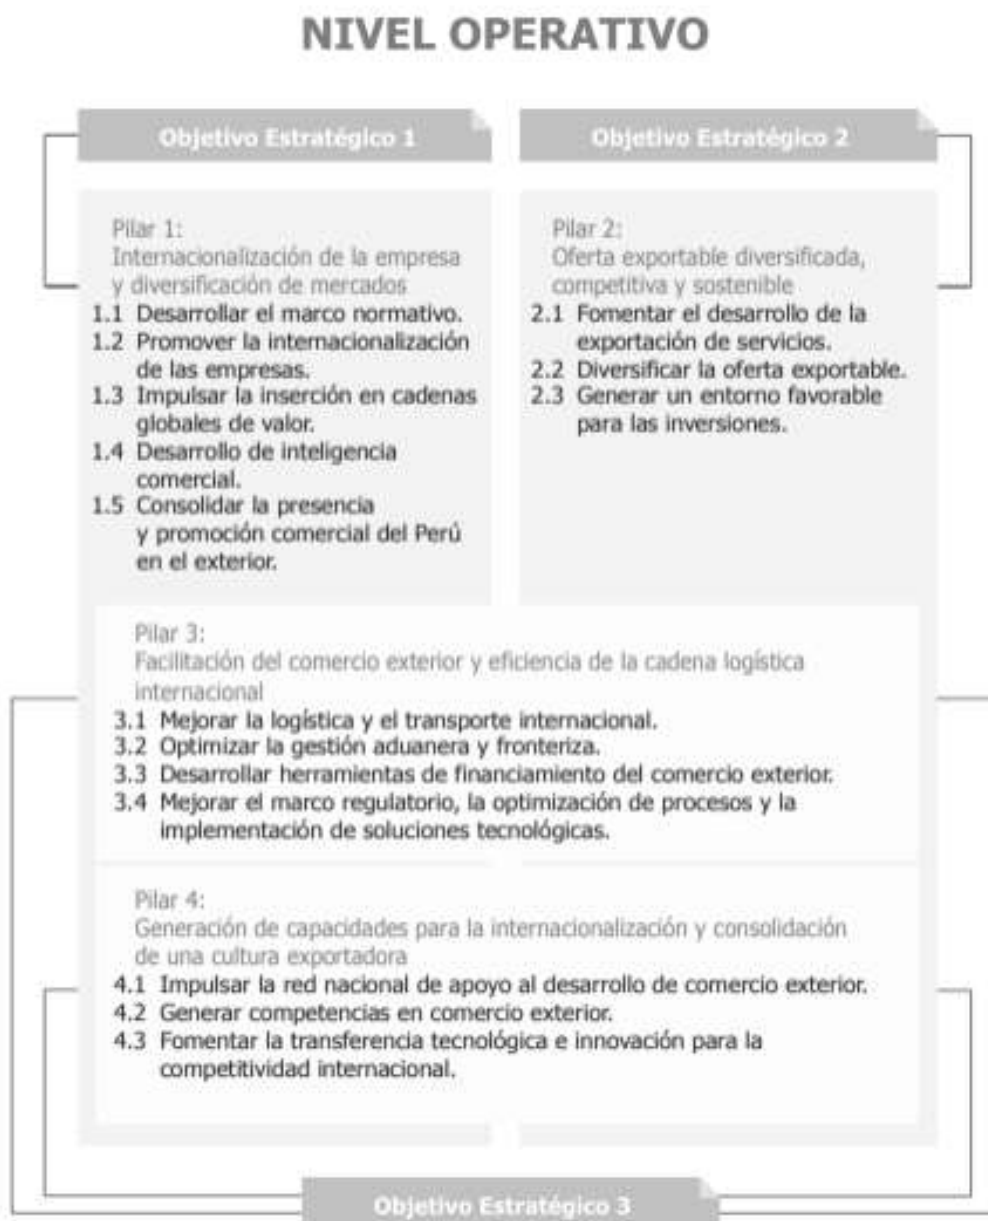 NIVEL OPERATIVO
Objetivo Estratégico 1
Objetivo Estratégico 2
Pilar 1:
Internacionalización de la empresa
y diversificación de mercados
1.1 Desarrollar el marco normativo.
1.2 Promover la internacionalización
de las empresas.
1.3 Impulsar la inserción en cadenas
globales de valor.
1.4 Desarrollo de inteligencia
comercial.
1.5 Consolidar la presencia
y promoción comercial del Perú
en el exterior.
Pilar 2:
Oferta exportable diversificada,
competitiva y sostenible
2.1 Fomentar el desarrollo de la
exportación de servicios.
2.2 Diversificar la oferta exportable.
2.3 Generar un entorno favorable
para las inversiones.
Pilar 3:
Facilitación del comercio exterior y eficiencia de la cadena logística
internacional
3.1 Mejorar la logística y el transporte internacional.
3.2 Optimizar la gestión aduanera y fronteriza.
3.3 Desarrollar herramientas de financiamiento del comercio exterior.
3.4 Mejorar el marco regulatorio, la optimización de procesos y la
implementación de soluciones tecnológicas.
Pilar 4:
Generación de capacidades para la internacionalización y consolidación
de una cultura exportadora
4.1 Impulsar la red nacional de apoyo al desarrollo de comercio exterior.
4.2 Generar competencias en comercio exterior.
4.3 Fomentar la transferencia tecnológica e innovación para la
competitividad internacional.
Objetivo Estratégico 3